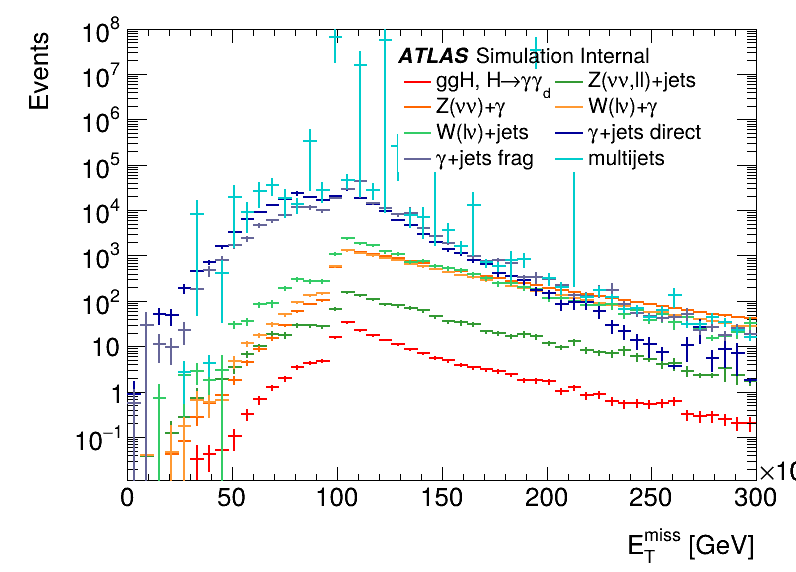 Events
10⁸
10⁷
10⁶
10⁵
10⁴
10³
10²
10
1
10⁻¹
ATLAS Simulation Internal
ggH, H→γγd
Z(νν,ll)+jets
Z(νν)+γ
W(lν)+γ
W(lν)+jets
γ+jets direct
γ+jets frag
multijets
0 50 100 150 200 250 300
×10
E_T^miss [GeV]